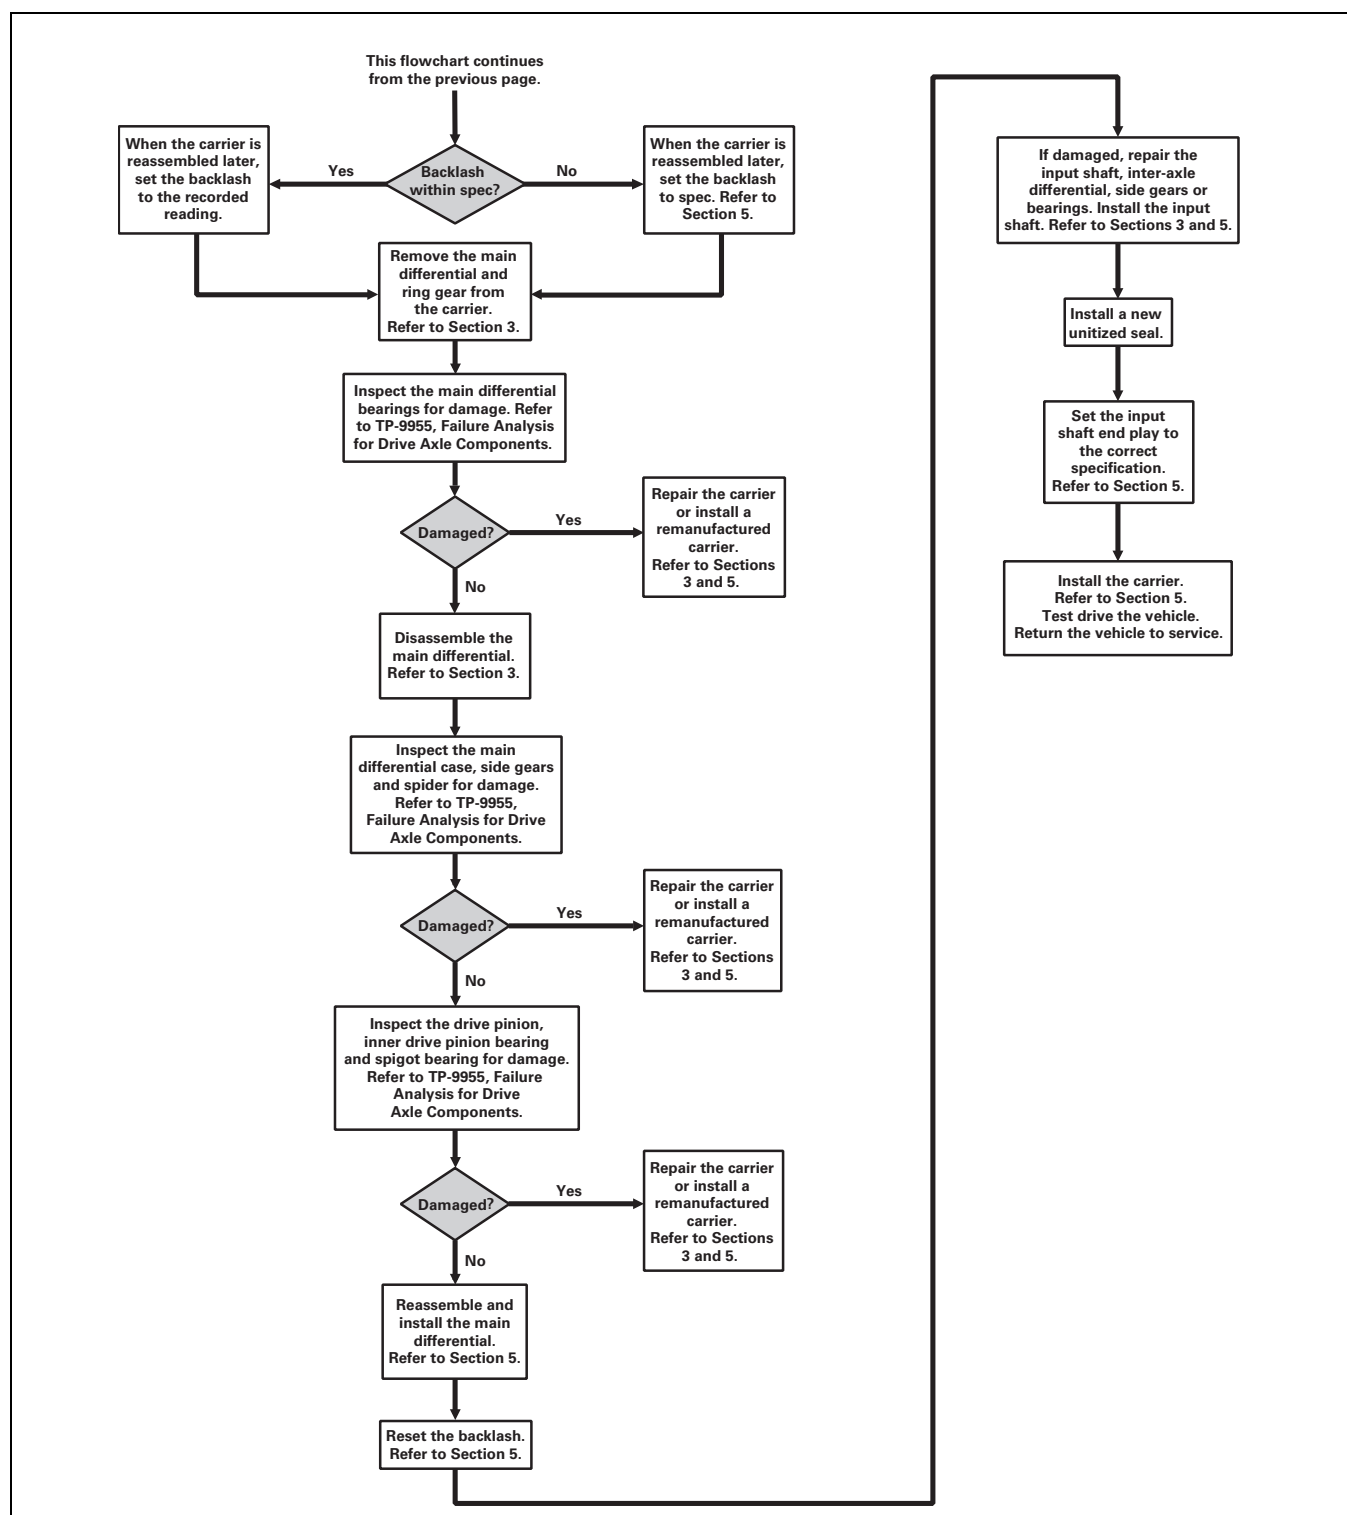 This flowchart continues
from the previous page.
When the carrier is
reassembled later,
set the backlash
to the recorded
reading.
Yes
Backlash
within spec?
No
When the carrier is
reassembled later,
set the backlash
to spec. Refer to
Section 5.
Remove the main
differential and
ring gear from
the carrier.
Refer to Section 3.
Inspect the main differential
bearings for damage. Refer
to TP-9955, Failure Analysis
for Drive Axle Components.
Damaged?
Yes
Repair the carrier
or install a
remanufactured
carrier.
Refer to Sections
3 and 5.
No
Disassemble the
main differential.
Refer to Section 3.
Inspect the main
differential case, side gears
and spider for damage.
Refer to TP-9955,
Failure Analysis for Drive
Axle Components.
Damaged?
Yes
Repair the carrier
or install a
remanufactured
carrier.
Refer to Sections
3 and 5.
No
Inspect the drive pinion,
inner drive pinion bearing
and spigot bearing for damage.
Refer to TP-9955, Failure
Analysis for Drive
Axle Components.
Damaged?
Yes
Repair the carrier
or install a
remanufactured
carrier.
Refer to Sections
3 and 5.
No
Reassemble and
install the main
differential.
Refer to Section 5.
Reset the backlash.
Refer to Section 5.
If damaged, repair the
input shaft, inter-axle
differential, side gears or
bearings. Install the input
shaft. Refer to Sections 3 and 5.
Install a new
unitized seal.
Set the input
shaft end play to
the correct
specification.
Refer to Section 5.
Install the carrier.
Refer to Section 5.
Test drive the vehicle.
Return the vehicle to service.